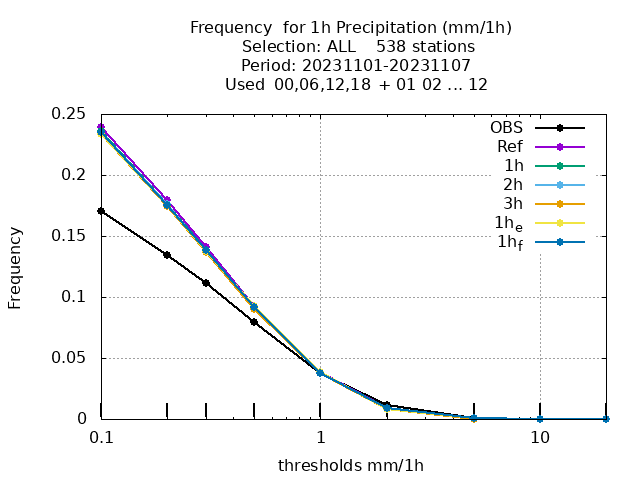 Frequency  for 1h Precipitation (mm/1h)
Selection: ALL    538 stations
Period: 20231101-20231107
Used  00,06,12,18  + 01 02 ... 12
0.25
0.2
0.15
0.1
0.05
0
Frequency
OBS
Ref
1h
2h
3h
1he
1hf
0.1 1 10
thresholds mm/1h